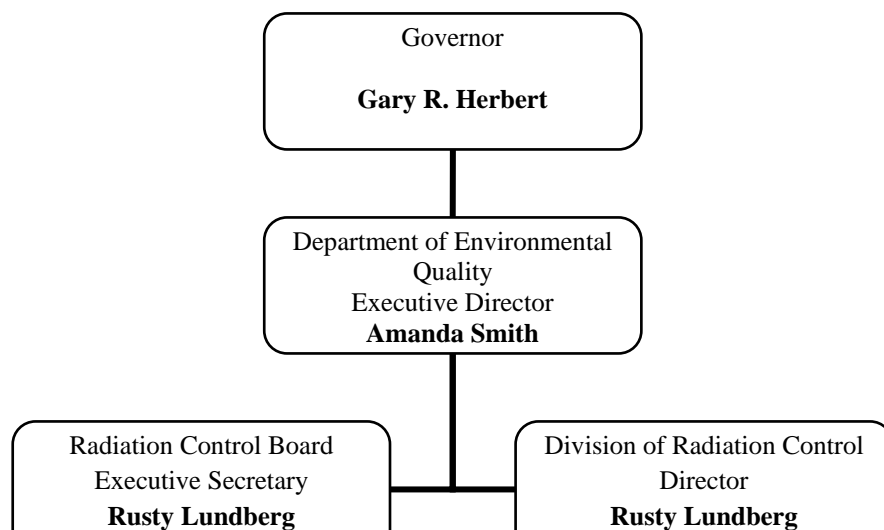 Governor
Gary R. Herbert
Department of Environmental
Quality
Executive Director
Amanda Smith
Radiation Control Board
Executive Secretary
Rusty Lundberg
Division of Radiation Control
Director
Rusty Lundberg